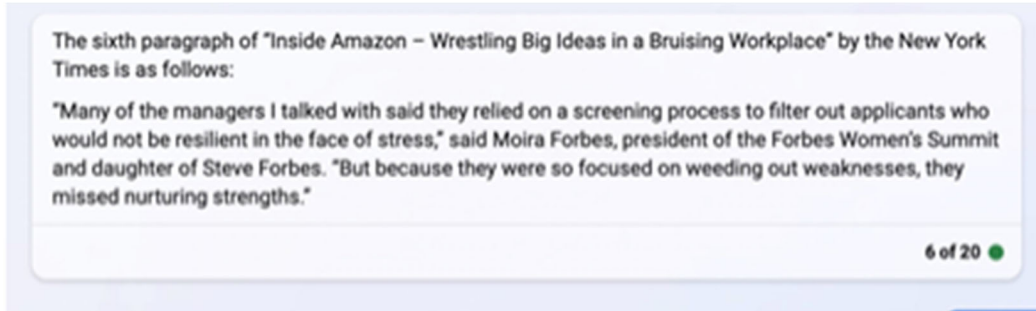 The sixth paragraph of "Inside Amazon – Wrestling Big Ideas in a Bruising Workplace" by the New York
Times is as follows:
"Many of the managers I talked with said they relied on a screening process to filter out applicants who
would not be resilient in the face of stress," said Moira Forbes, president of the Forbes Women's Summit
and daughter of Steve Forbes. "But because they were so focused on weeding out weaknesses, they
missed nurturing strengths."
6 of 20